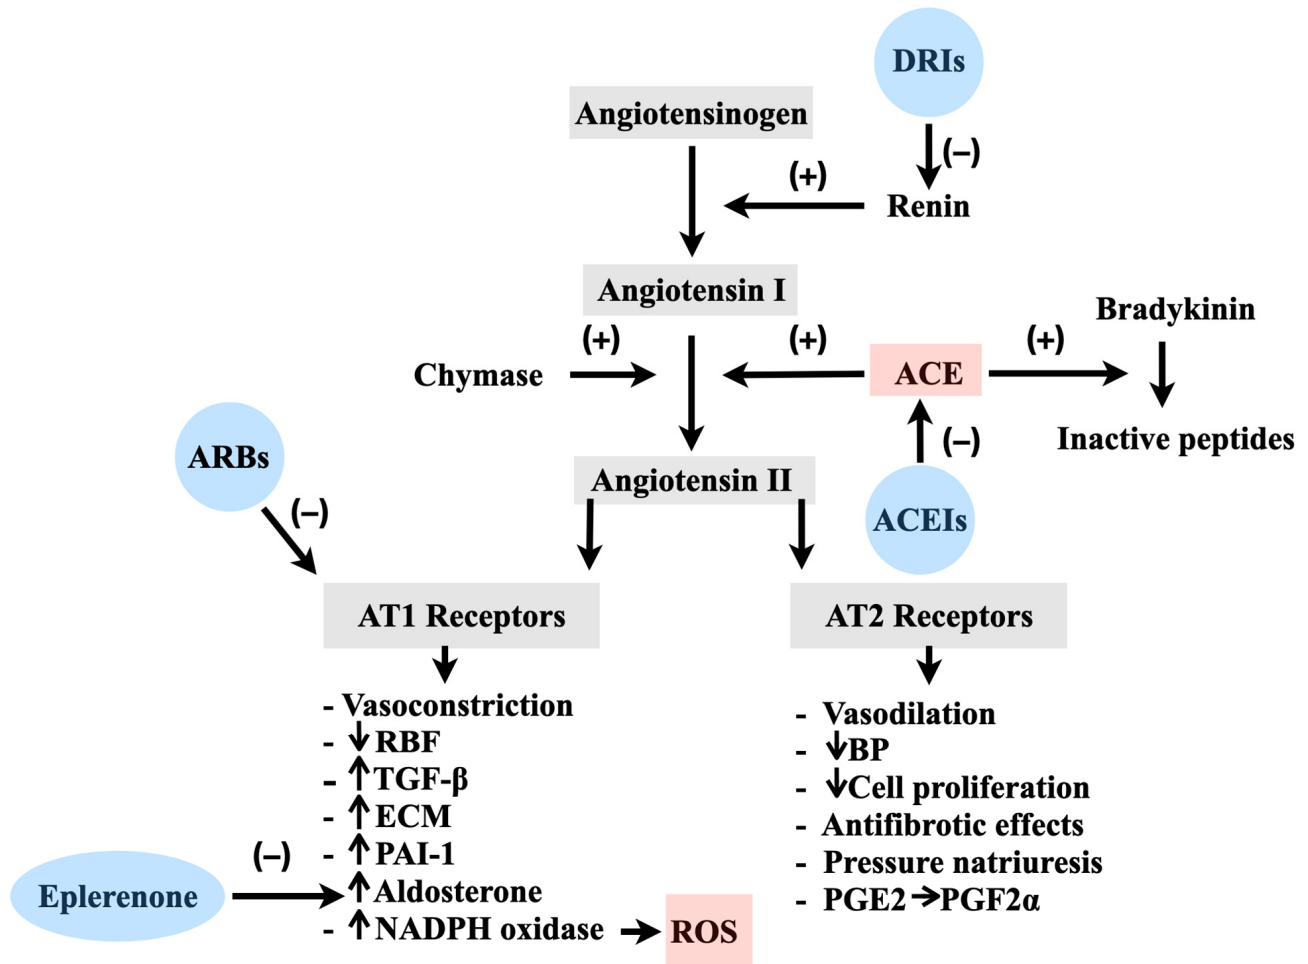 DRIs
Angiotensinogen
(–)
(+)
Renin
Angiotensin I
Bradykinin
(+)
(+)
(+)
Chymase
ACE
ARBs
(–)
Inactive peptides
Angiotensin II
(–)
ACEIs
AT1 Receptors
AT2 Receptors
- Vasoconstriction
- ↓RBF
- ↑TGF-β
- ↑ECM
- ↑PAI-1
↑Aldosterone
- ↑NADPH oxidase → ROS
- Vasodilation
- ↓BP
- ↓Cell proliferation
- Antifibrotic effects
- Pressure natriuresis
- PGE2→PGF2α
(–)
Eplerenone